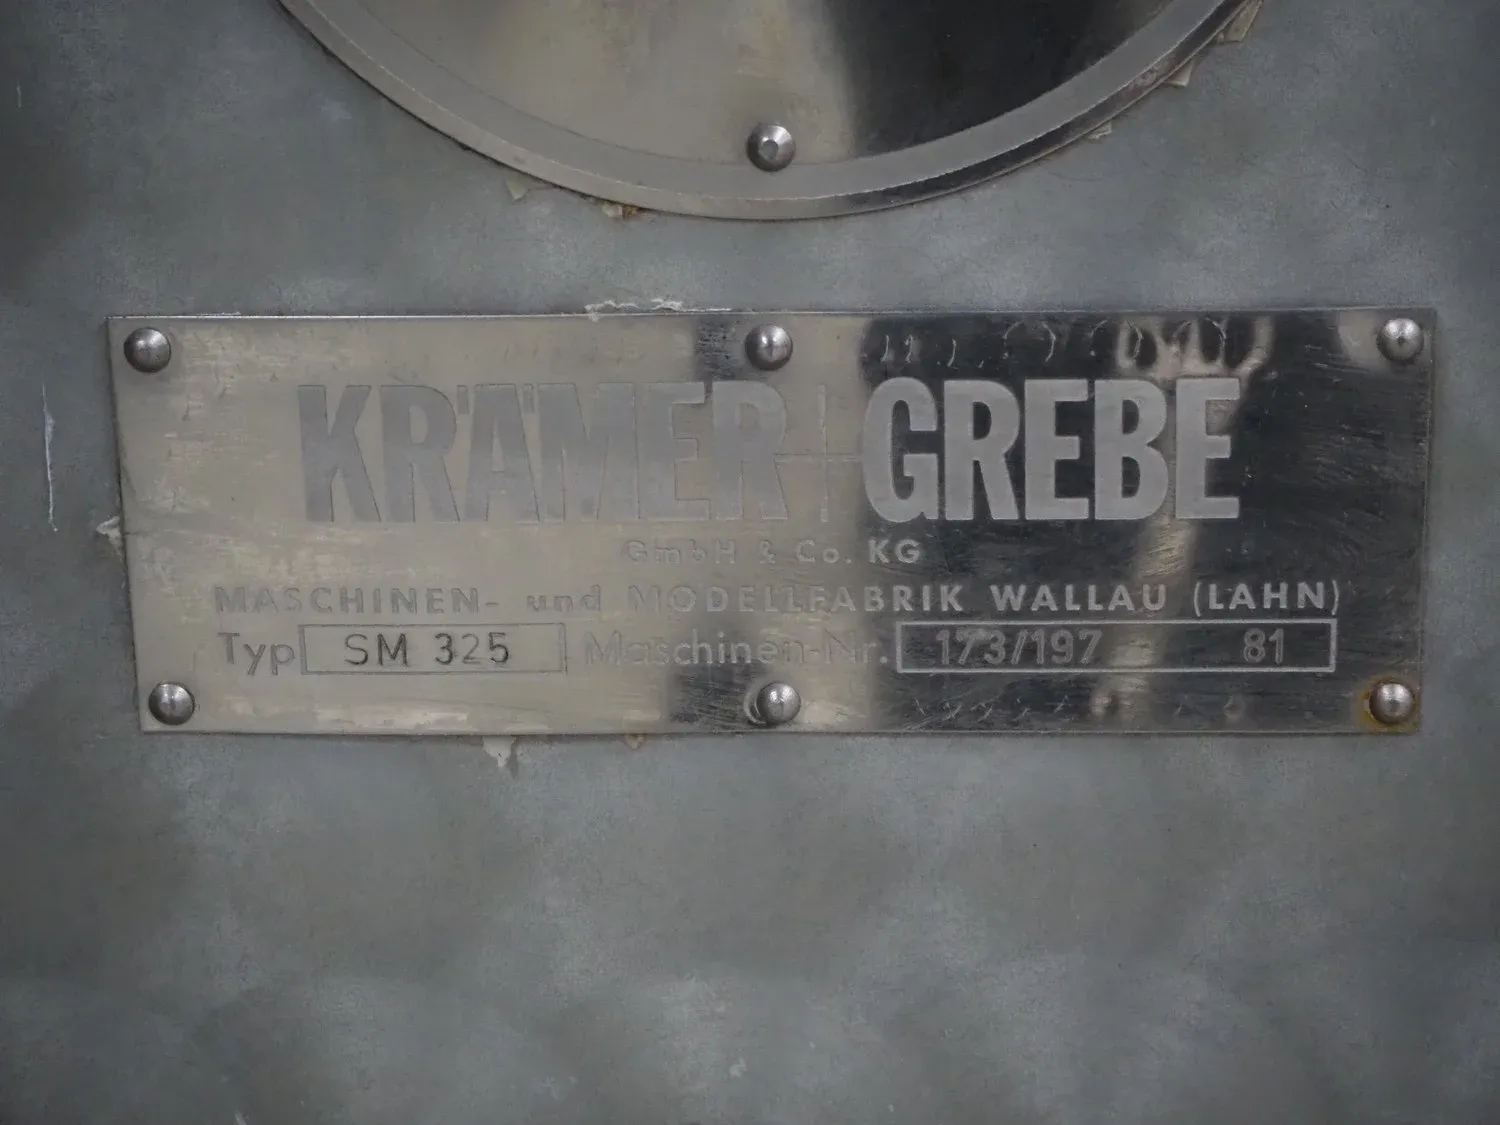 KRÄMER + GREBE
GmbH & Co. KG
MASCHINEN- und MODELLFABRIK WALLAU (LAHN)
Typ SM 325 Maschinen-Nr. 173/197 81